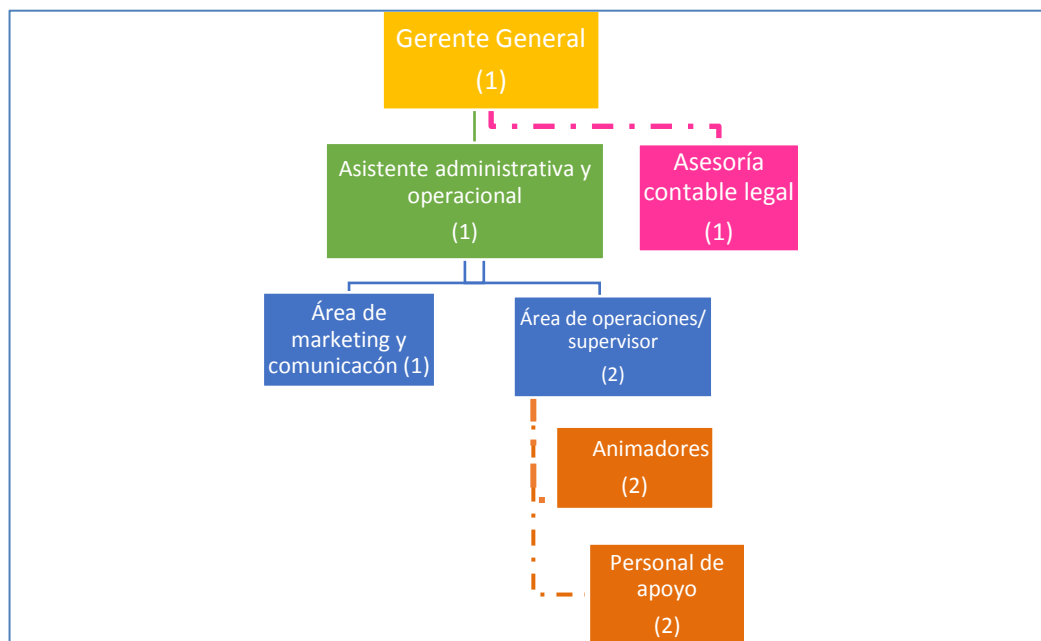 Gerente General
(1)
Asistente administrativa y
operacional
(1)
Asesoría
contable legal
(1)
Área de
marketing y
comunicacón (1)
Área de operaciones/
supervisor
(2)
Animadores
(2)
Personal de
apoyo
(2)